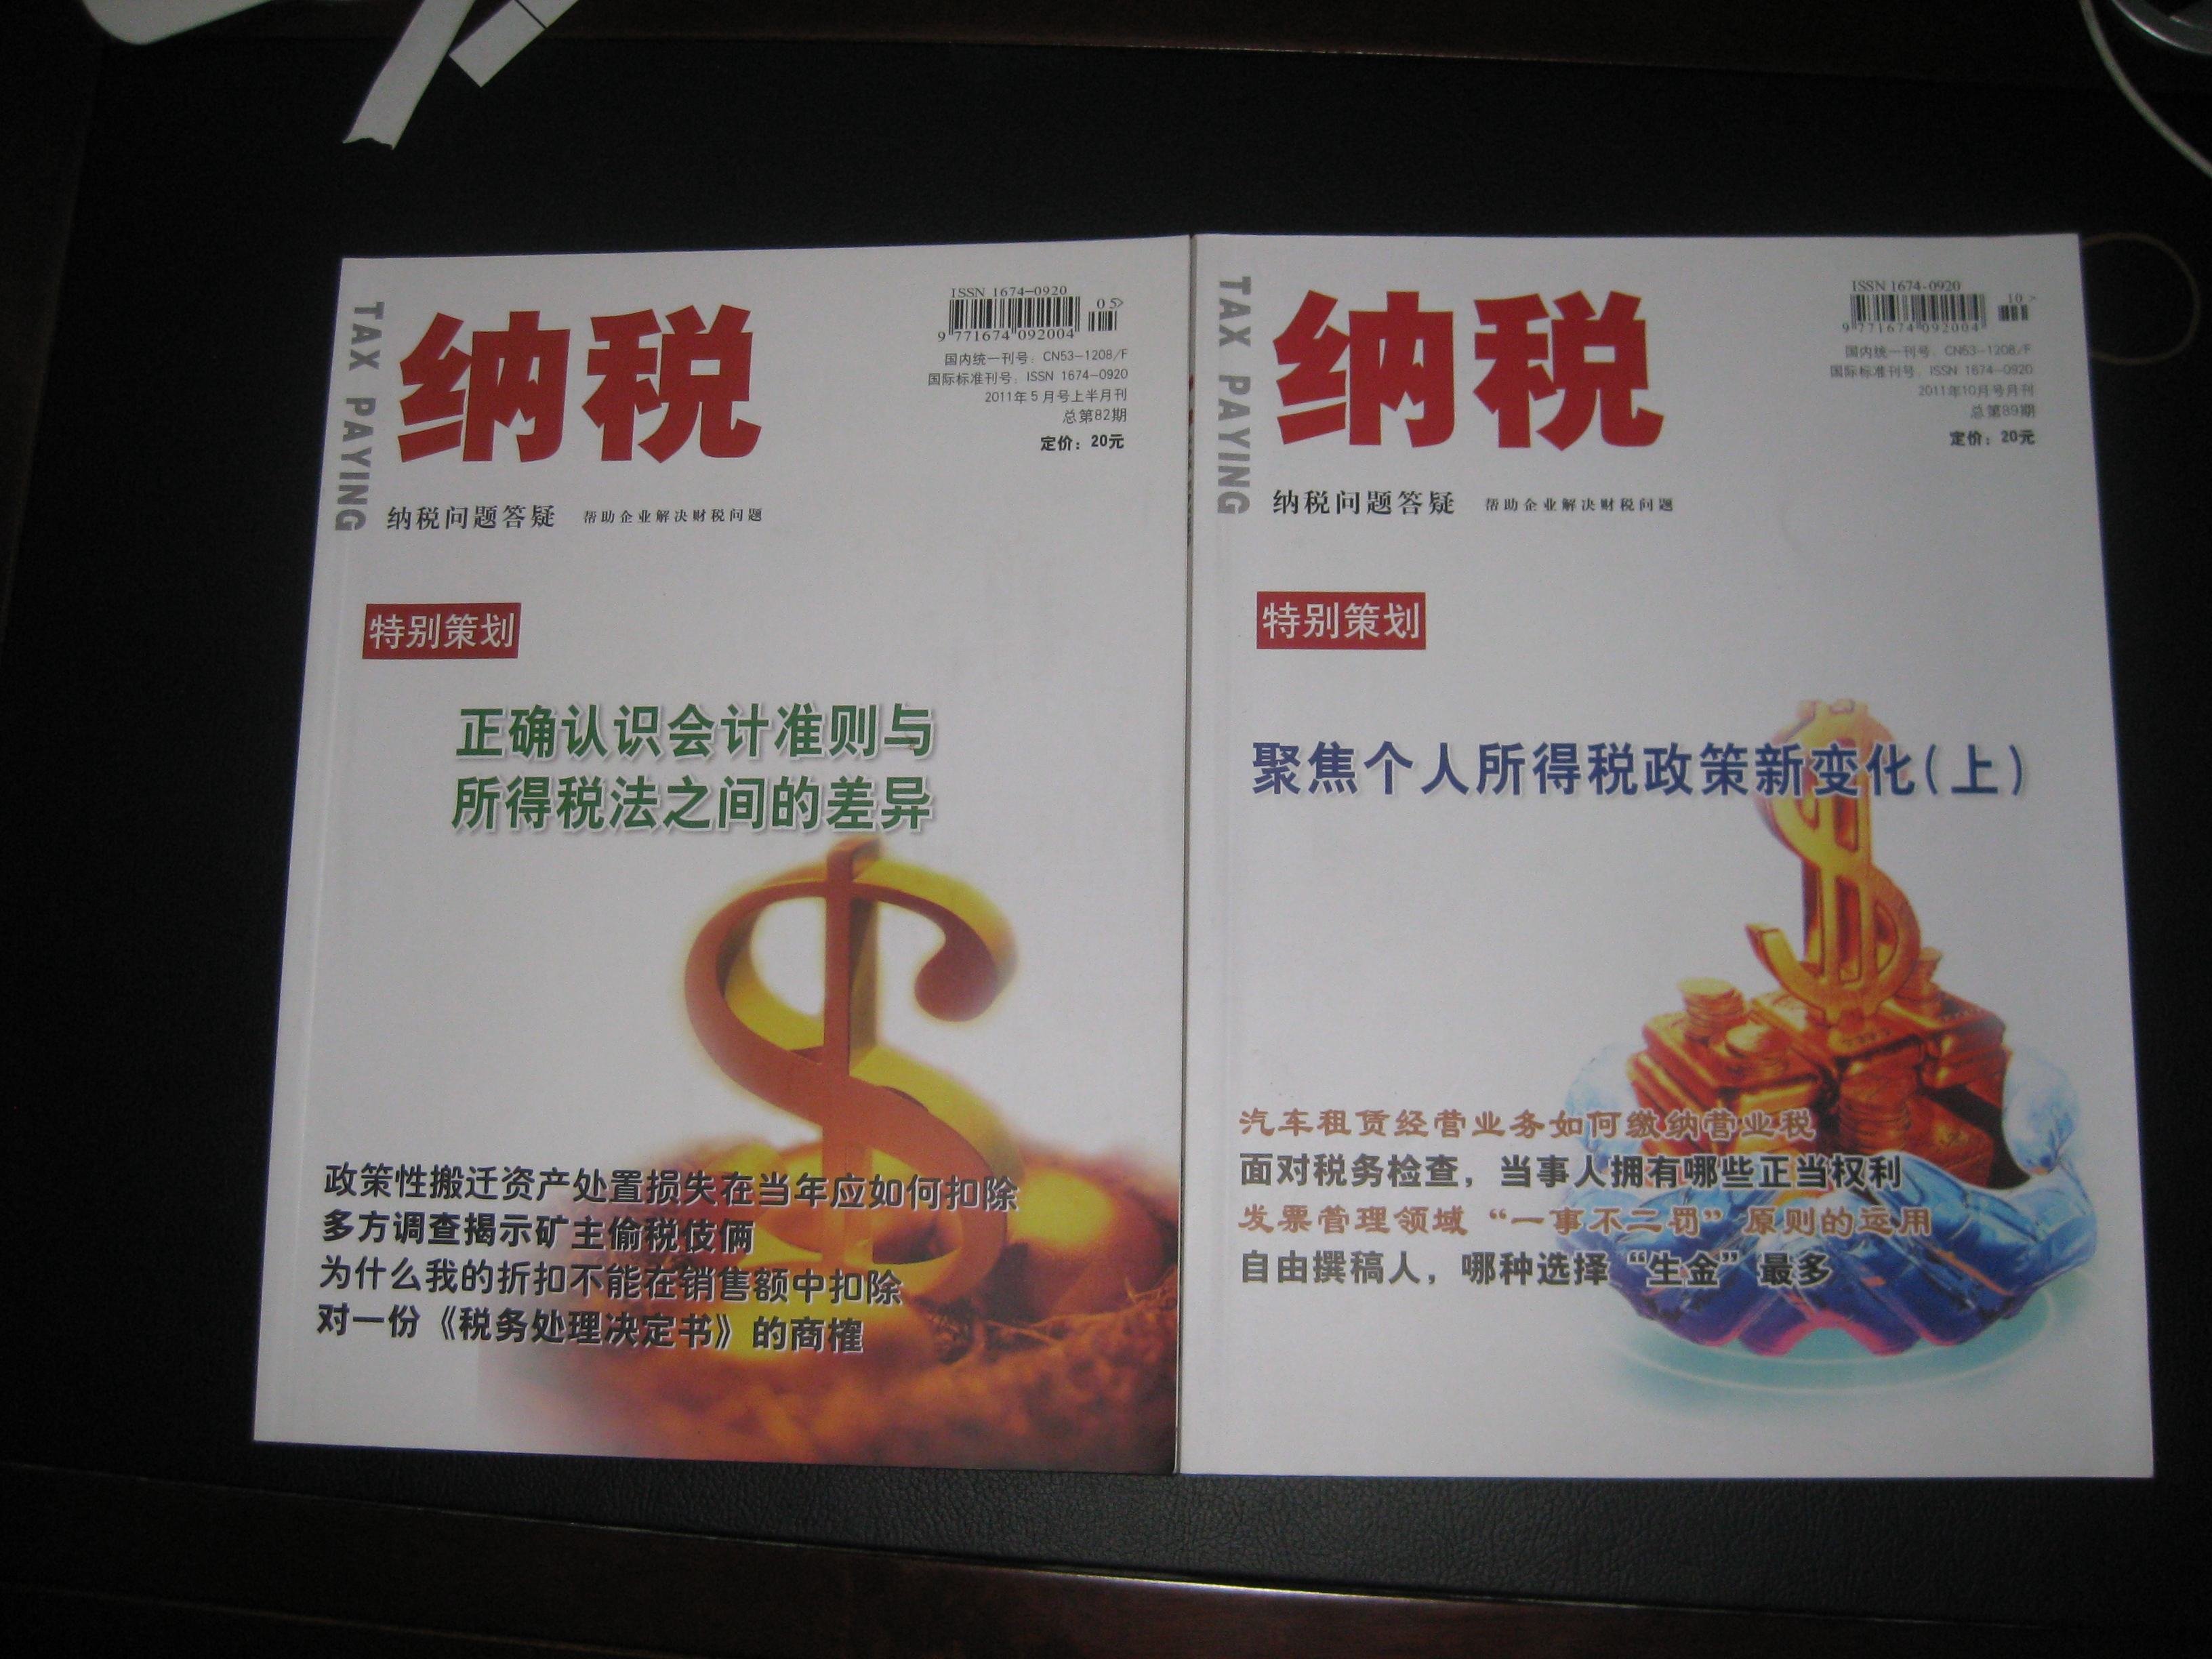 TAX PAYING
纳税
ISSN 1674-0920
05>
9 771674 092004
国内统一刊号: CN53-1208/F
国际标准刊号: ISSN 1674-0920
2011年5月号上半月刊
总第82期
定价: 20元
纳税问题答疑 帮助企业解决财税问题
特别策划
正确认识会计准则与
所得税法之间的差异
政策性搬迁资产处置损失在当年应如何扣除
多方调查揭示矿主偷税伎俩
为什么我的折扣不能在销售额中扣除
对一份《税务处理决定书》的商榷
TAX PAYING
纳税
ISSN 1674-0920
10>
9 771674 092004
国内统一刊号: CN53-1208/F
国际标准刊号: ISSN 1674-0920
2011年10月号月刊
总第89期
定价: 20元
纳税问题答疑 帮助企业解决财税问题
特别策划
聚焦个人所得税政策新变化(上)
汽车租赁经营业务如何缴纳营业税
面对税务检查，当事人拥有哪些正当权利
发票管理领域“一事不二罚”原则的运用
自由撰稿人，哪种选择“生金”最多